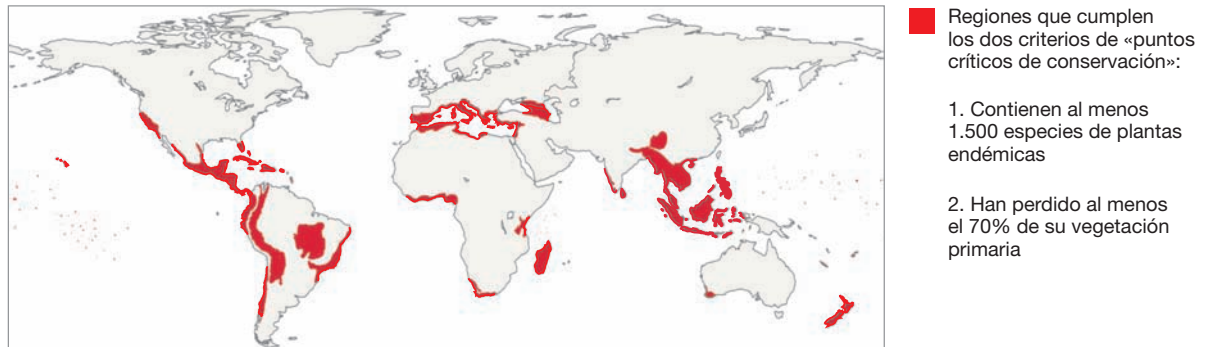 Regiones que cumplen
los dos criterios de «puntos
críticos de conservación»:
1. Contienen al menos
1.500 especies de plantas
endémicas
2. Han perdido al menos
el 70% de su vegetación
primaria